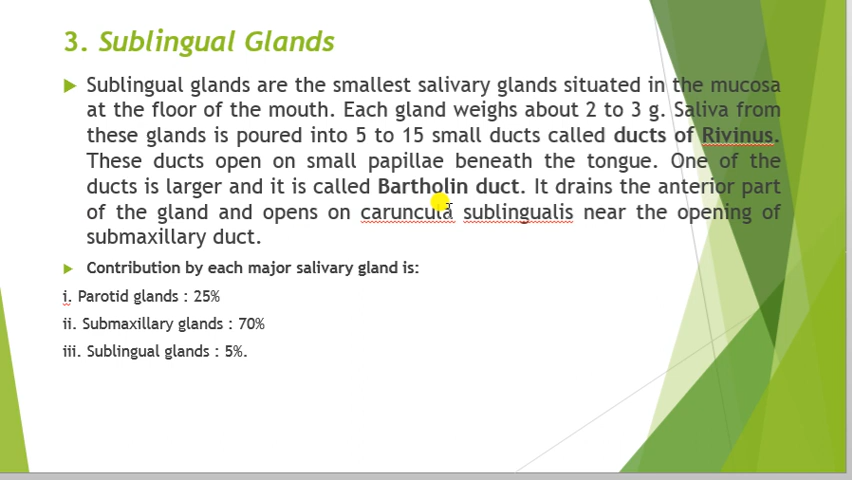 3. Sublingual Glands
Sublingual glands are the smallest salivary glands situated in the mucosa
at the floor of the mouth. Each gland weighs about 2 to 3 g. Saliva from
these glands is poured into 5 to 15 small ducts called ducts of Rivinus.
These ducts open on small papillae beneath the tongue. One of the
ducts is larger and it is called Bartholin duct. It drains the anterior part
of the gland and opens on caruncula sublingualis near the opening of
submaxillary duct.
Contribution by each major salivary gland is:
i. Parotid glands : 25%
ii. Submaxillary glands : 70%
iii. Sublingual glands : 5%.